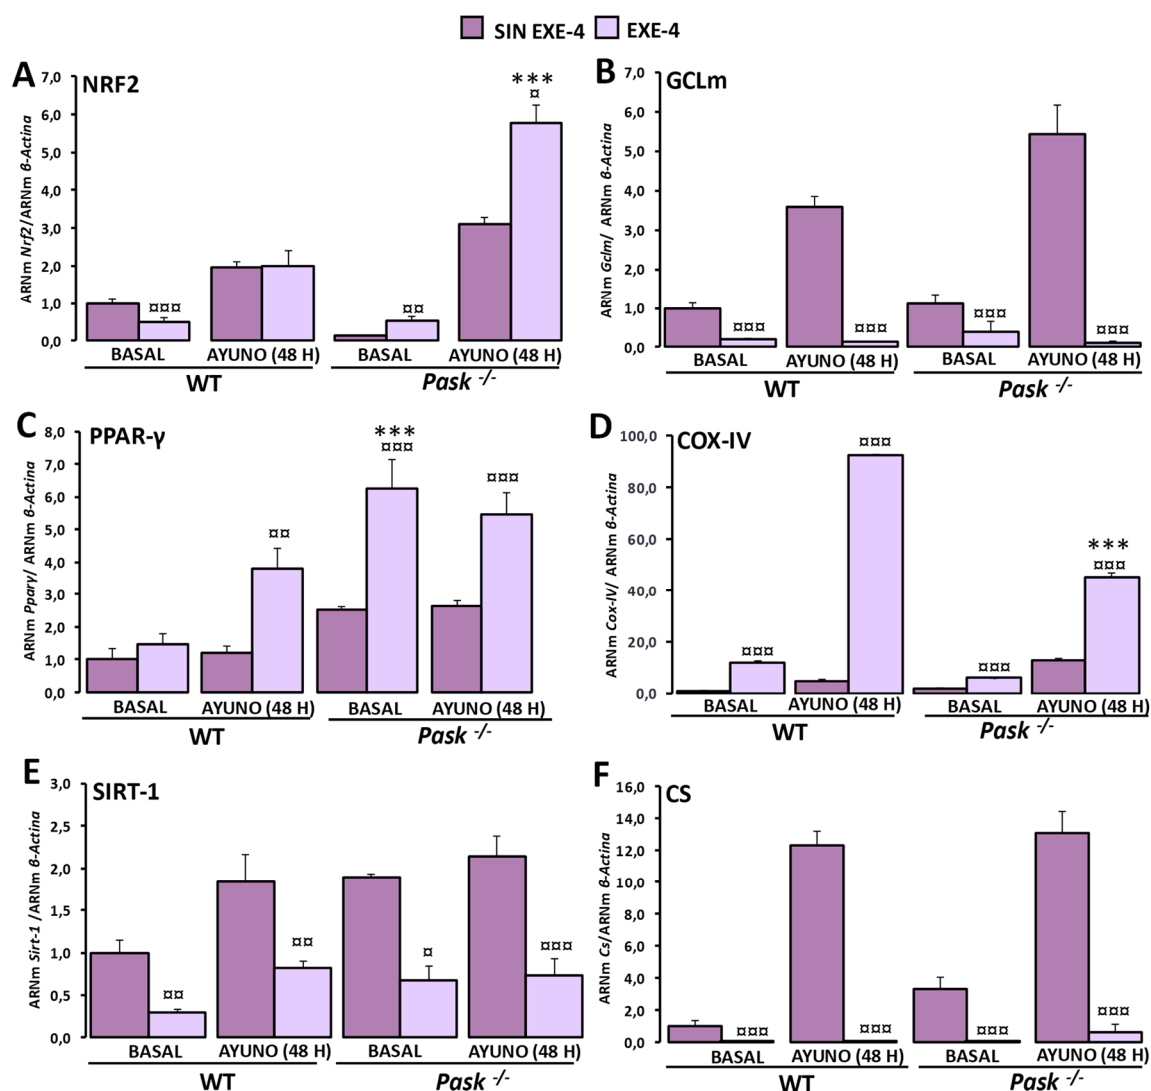 SIN EXE-4 EXE-4
A
NRF2
ARNm Nrf2/ARNm β-Actina
7,0
6,0
5,0
4,0
3,0
2,0
1,0
0,0
¤¤¤
¤¤
***
¤
BASAL AYUNO (48 H) BASAL AYUNO (48 H)
WT Pask -/-
B
GCLm
ARNm Gclm/ ARNm β-Actina
7,0
6,0
5,0
4,0
3,0
2,0
1,0
0,0
¤¤¤ ¤¤¤ ¤¤¤ ¤¤¤
BASAL AYUNO (48 H) BASAL AYUNO (48 H)
WT Pask -/-
C
PPAR-γ
ARNm Pparγ/ ARNm β-Actina
8,0
7,0
6,0
5,0
4,0
3,0
2,0
1,0
0,0
¤¤
***
¤¤¤
¤¤¤
BASAL AYUNO (48 H) BASAL AYUNO (48 H)
WT Pask -/-
D
COX-IV
ARNm Cox-IV/ ARNm β-Actina
100,0
80,0
60,0
40,0
20,0
0,0
¤¤¤
¤¤¤
¤¤¤
***
¤¤¤
BASAL AYUNO (48 H) BASAL AYUNO (48 H)
WT Pask -/-
E
SIRT-1
ARNm Sirt-1 /ARNm β-Actina
3,0
2,5
2,0
1,5
1,0
0,5
0,0
¤¤ ¤¤ ¤ ¤¤¤
BASAL AYUNO (48 H) BASAL AYUNO (48 H)
WT Pask -/-
F
CS
ARNm Cs/ARNm β-Actina
16,0
14,0
12,0
10,0
8,0
6,0
4,0
2,0
0,0
¤¤¤ ¤¤¤ ¤¤¤ ¤¤¤
BASAL AYUNO (48 H) BASAL AYUNO (48 H)
WT Pask -/-